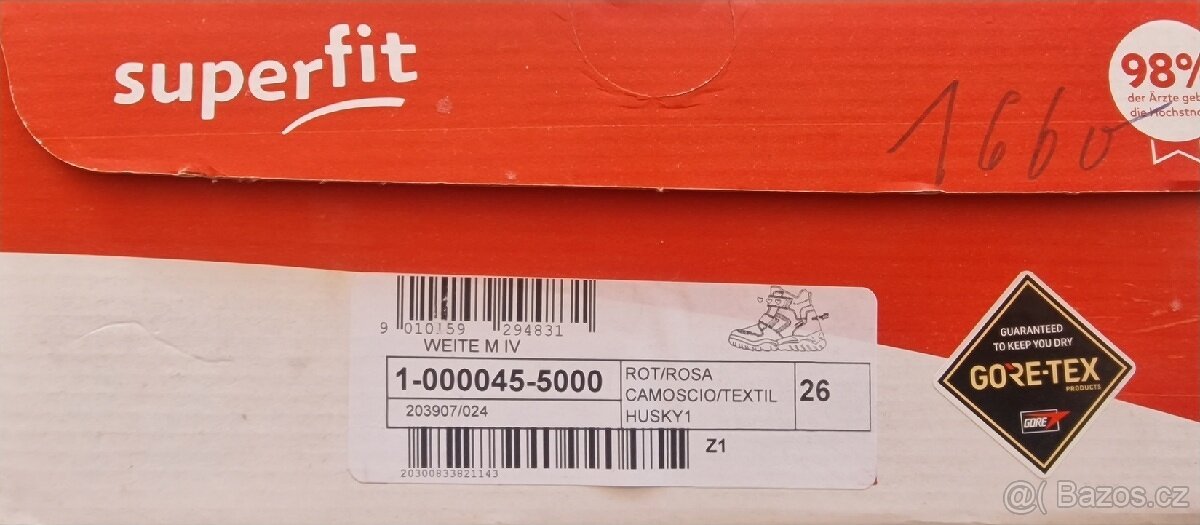 superfit
98%
der Ärzte geb
die Höchstno
1660
9 010159 294831
WEITE M IV
1-000045-5000
203907/024
ROT/ROSA
CAMOSCIO/TEXTIL
HUSKY1
26
20300833821143
Z1
GUARANTEED
TO KEEP YOU DRY
GORE-TEX
PRODUCTS
GORE
@( Bazos.cz